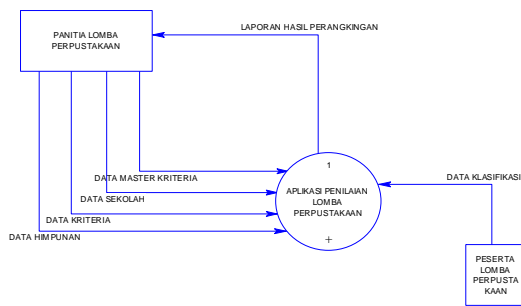 LAPORAN HASIL PERANGKINGAN
PANITIA LOMBA
PERPUSTAKAAN
DATA MASTER KRITERIA
DATA SEKOLAH
DATA KRITERIA
DATA HIMPUNAN
1
APLIKASI PENILAIAN
LOMBA
PERPUSTAKAAN
+
DATA KLASIFIKASI
PESERTA
LOMBA
PERPUSTA
KAAN